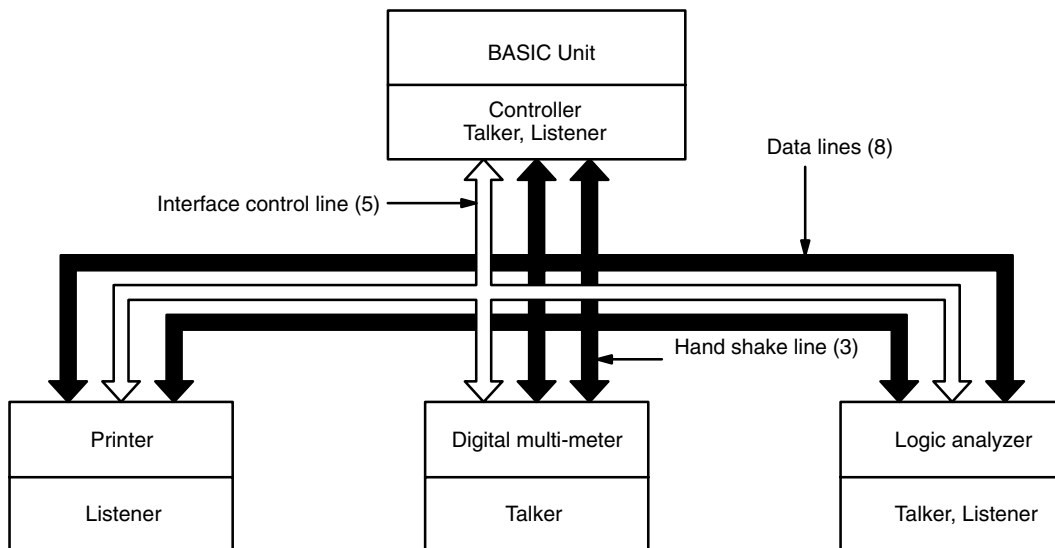 BASIC Unit
Controller
Talker, Listener
Data lines (8)
Interface control line (5)
Hand shake line (3)
Printer
Digital multi-meter
Logic analyzer
Listener
Talker
Talker, Listener